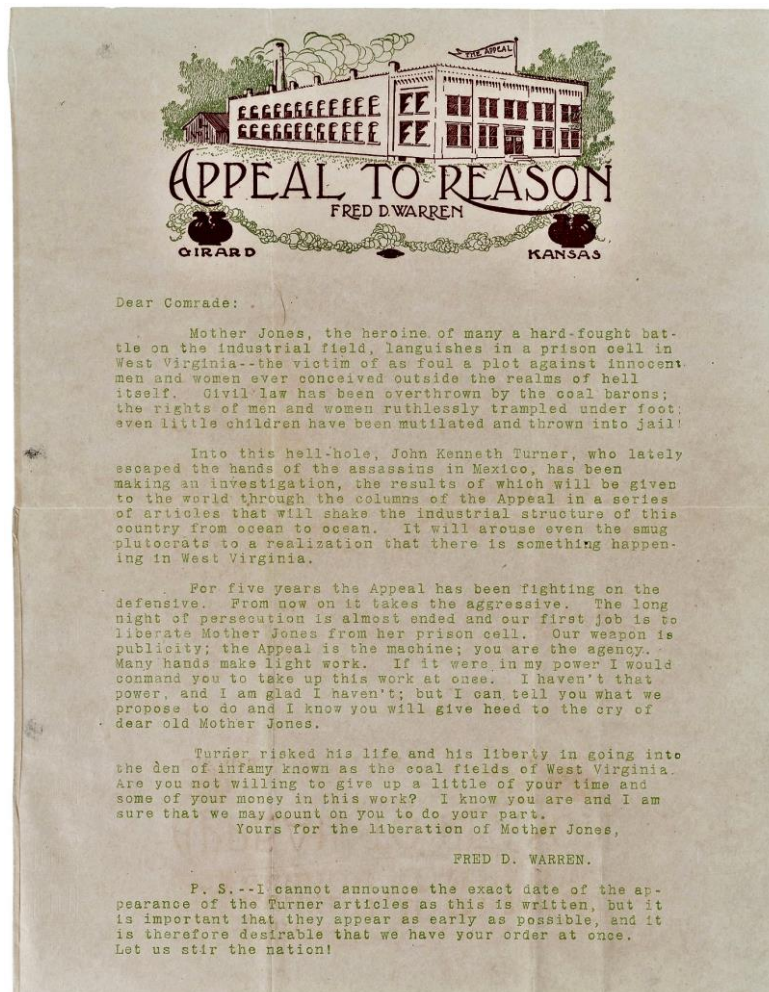 THE APPEAL
APPEAL TO REASON
FRED D. WARREN
GIRARD KANSAS
Dear Comrade:
Mother Jones, the heroine of many a hard-fought bat-
tle on the industrial field, languishes in a prison cell in
West Virginia--the victim of as foul a plot against innocent
men and women ever conceived outside the realms of hell
itself. Civil law has been overthrown by the coal barons;
the rights of men and women ruthlessly trampled under foot;
even little children have been mutilated and thrown into jail!
Into this hell-hole, John Kenneth Turner, who lately
escaped the hands of the assassins in Mexico, has been
making an investigation, the results of which will be given
to the world through the columns of the Appeal in a series
of articles that will shake the industrial structure of this
country from ocean to ocean. It will arouse even the smug
plutocrats to a realization that there is something happen-
ing in West Virginia.
For five years the Appeal has been fighting on the
defensive. From now on it takes the aggressive. The long
night of persecution is almost ended and our first job is to
liberate Mother Jones from her prison cell. Our weapon is
publicity; the Appeal is the machine; you are the agency.
Many hands make light work. If it were in my power I would
command you to take up this work at once. I haven't that
power, and I am glad I haven't; but I can tell you what we
propose to do and I know you will give heed to the cry of
dear old Mother Jones.
Turner risked his life and his liberty in going into
the den of infamy known as the coal fields of West Virginia.
Are you not willing to give up a little of your time and
some of your money in this work? I know you are and I am
sure that we may count on you to do your part.
Yours for the liberation of Mother Jones,
FRED D. WARREN.
P. S.--I cannot announce the exact date of the ap-
pearance of the Turner articles as this is written, but it
is important that they appear as early as possible, and it
is therefore desirable that we have your order at once.
Let us stir the nation!